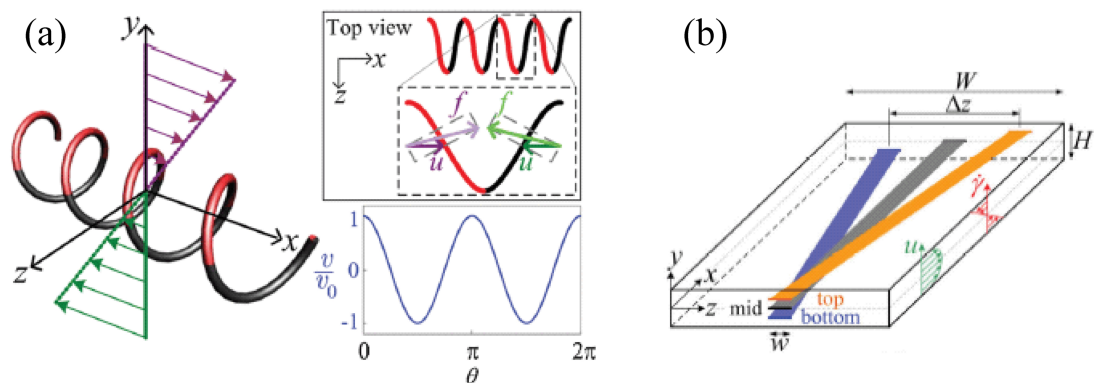 (a)
y
x
z
Top view
x
z
f
f
u
u
1
v
v₀
0
-1
0
π
2π
θ
(b)
W
Δz
H
γ̇
u
y
x
z
mid
top
bottom
w